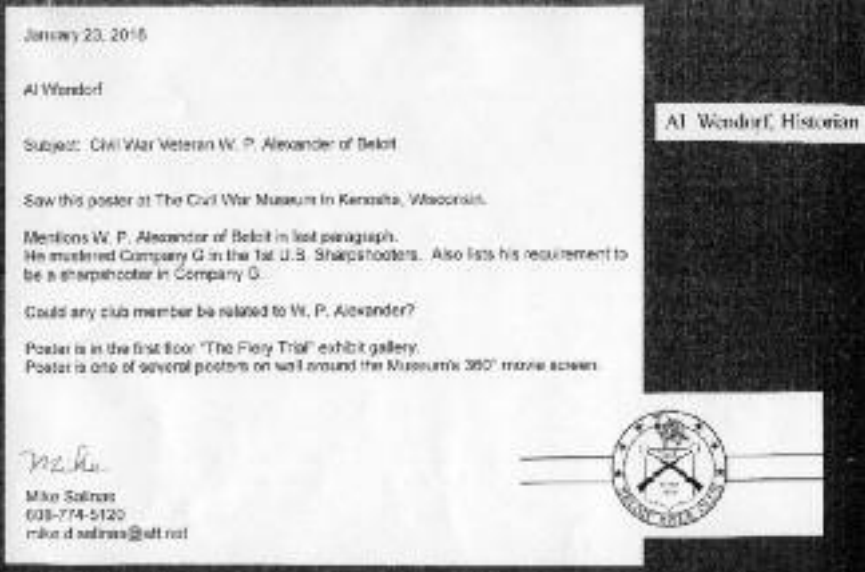 January 23, 2016
Al Wendorf
Al Wendorf, Historian
Subject: Civil War Veteran W. P. Alexander of Beloit
Saw this poster at The Civil War Museum in Kenosha, Wisconsin.
Mentions W. P. Alexander of Beloit in last paragraph.
He mustered Company G in the 1st U.S. Sharpshooters. Also lists his requirement to
be a sharpshooter in Company G.
Could any club member be related to W. P. Alexander?
Poster is in the first floor "The Fiery Trial" exhibit gallery.
Poster is one of several posters on wall around the Museum's 360° movie screen.
Mike
Mike Salinas
608-774-5120
mike.d.salinas@att.net